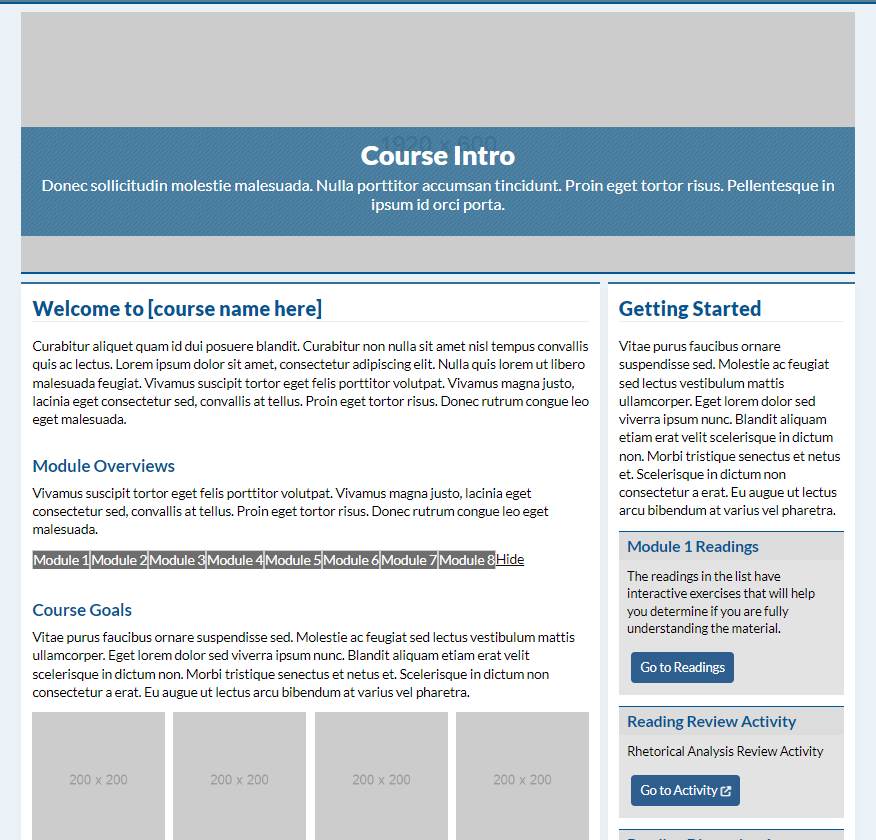 1920 x 600
Course Intro
Donec sollicitudin molestie malesuada. Nulla porttitor accumsan tincidunt. Proin eget tortor risus. Pellentesque in
ipsum id orci porta.
Welcome to [course name here]
Curabitur aliquet quam id dui posuere blandit. Curabitur non nulla sit amet nisl tempus convallis
quis ac lectus. Lorem ipsum dolor sit amet, consectetur adipiscing elit. Nulla quis lorem ut libero
malesuada feugiat. Vivamus suscipit tortor eget felis porttitor volutpat. Vivamus magna justo,
lacinia eget consectetur sed, convallis at tellus. Proin eget tortor risus. Donec rutrum congue leo
eget malesuada.
Module Overviews
Vivamus suscipit tortor eget felis porttitor volutpat. Vivamus magna justo, lacinia eget
consectetur sed, convallis at tellus. Proin eget tortor risus. Donec rutrum congue leo eget
malesuada.
Module 1 Module 2 Module 3 Module 4 Module 5 Module 6 Module 7 Module 8 Hide
Course Goals
Vitae purus faucibus ornare suspendisse sed. Molestie ac feugiat sed lectus vestibulum mattis
ullamcorper. Eget lorem dolor sed viverra ipsum nunc. Blandit aliquam etiam erat velit
scelerisque in dictum non. Morbi tristique senectus et netus et. Scelerisque in dictum non
consectetur a erat. Eu augue ut lectus arcu bibendum at varius vel pharetra.
200 x 200 200 x 200 200 x 200 200 x 200
Getting Started
Vitae purus faucibus ornare
suspendisse sed. Molestie ac feugiat
sed lectus vestibulum mattis
ullamcorper. Eget lorem dolor sed
viverra ipsum nunc. Blandit aliquam
etiam erat velit scelerisque in dictum
non. Morbi tristique senectus et netus
et. Scelerisque in dictum non
consectetur a erat. Eu augue ut lectus
arcu bibendum at varius vel pharetra.
Module 1 Readings
The readings in the list have
interactive exercises that will help
you determine if you are fully
understanding the material.
Go to Readings
Reading Review Activity
Rhetorical Analysis Review Activity
Go to Activity